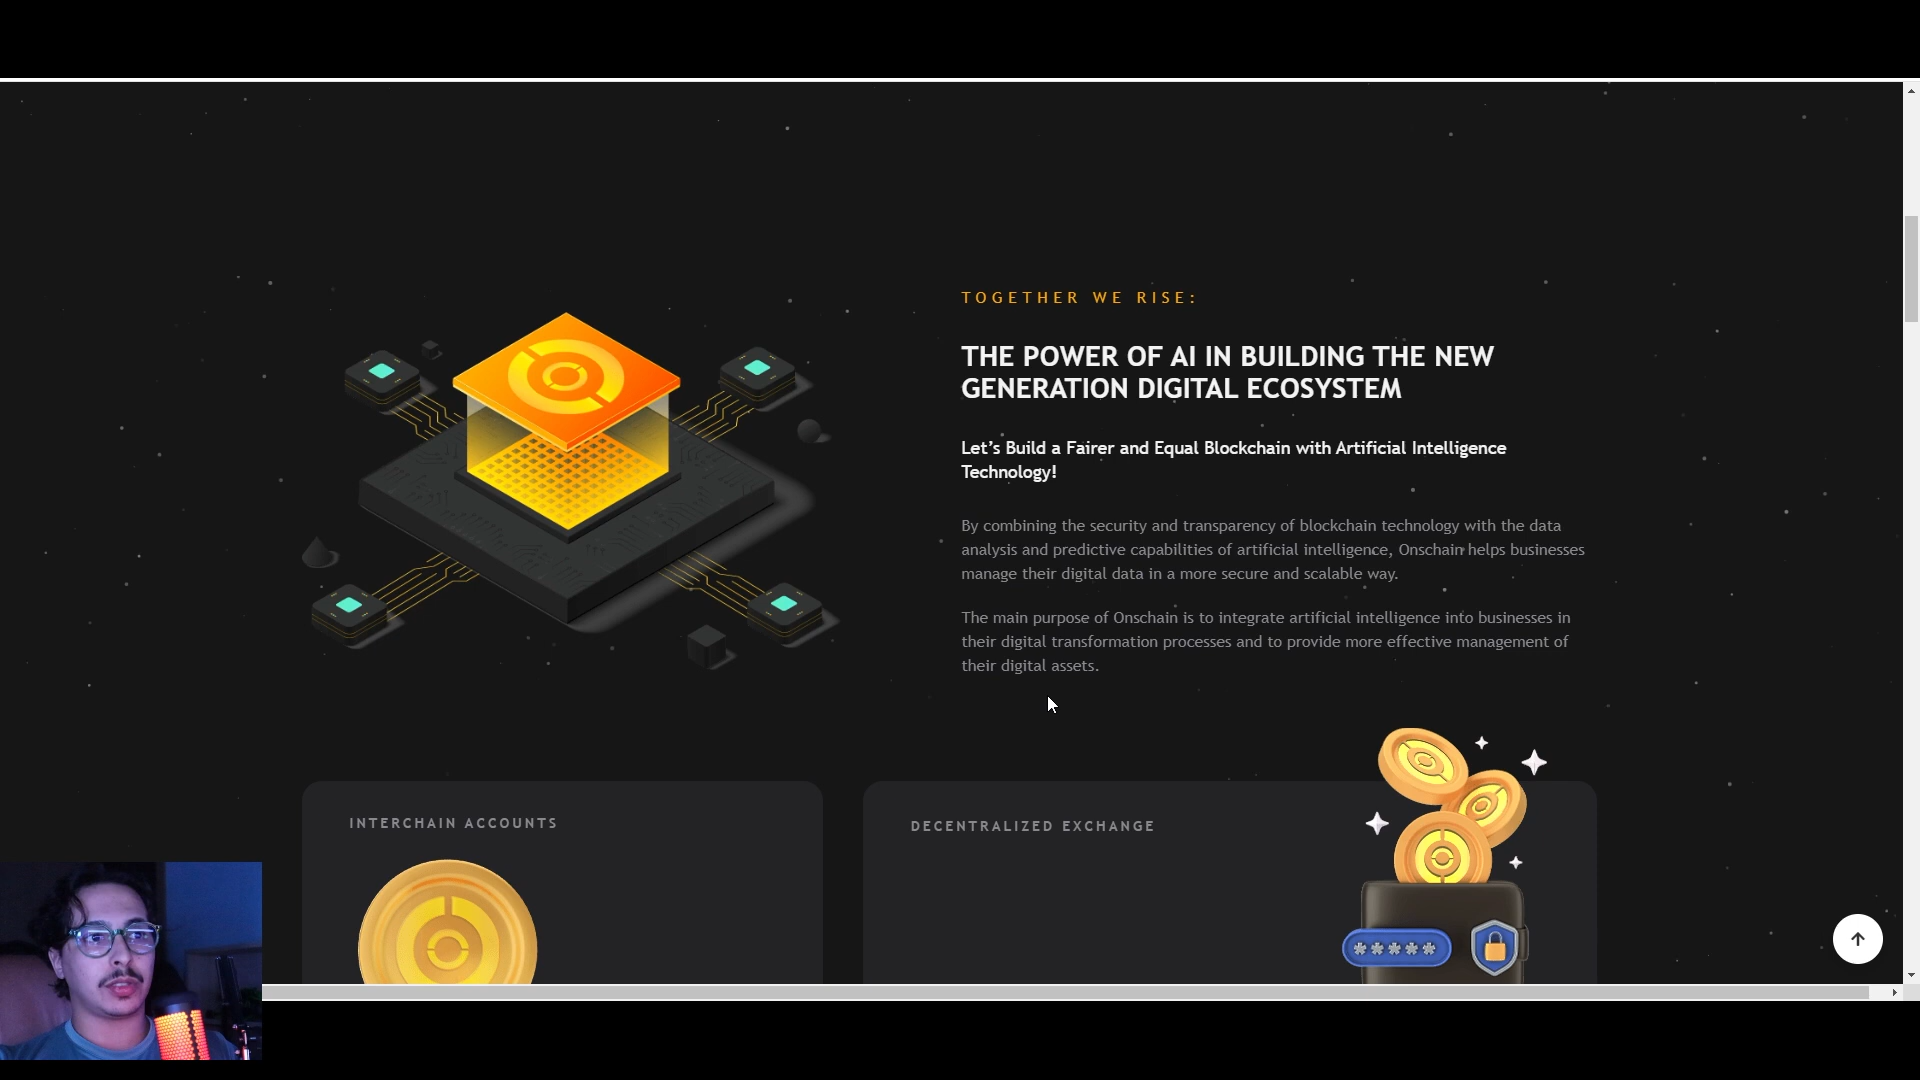 TOGETHER WE RISE:
THE POWER OF AI IN BUILDING THE NEW
GENERATION DIGITAL ECOSYSTEM
Let’s Build a Fairer and Equal Blockchain with Artificial Intelligence
Technology!
By combining the security and transparency of blockchain technology with the data
analysis and predictive capabilities of artificial intelligence, Onschain helps businesses
manage their digital data in a more secure and scalable way.
The main purpose of Onschain is to integrate artificial intelligence into businesses in
their digital transformation processes and to provide more effective management of
their digital assets.
INTERCHAIN ACCOUNTS
DECENTRALIZED EXCHANGE
*****